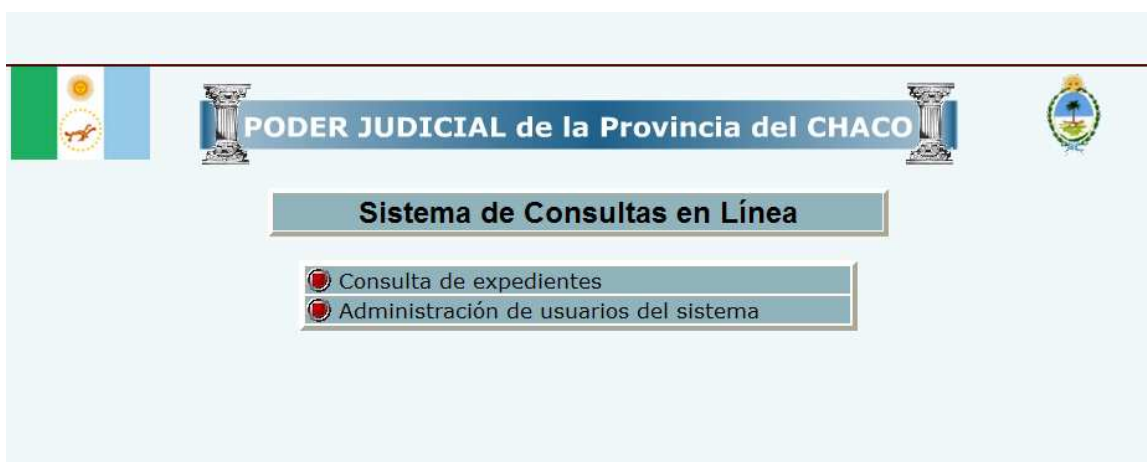 PODER JUDICIAL de la Provincia del CHACO
Sistema de Consultas en Línea
Consulta de expedientes
Administración de usuarios del sistema